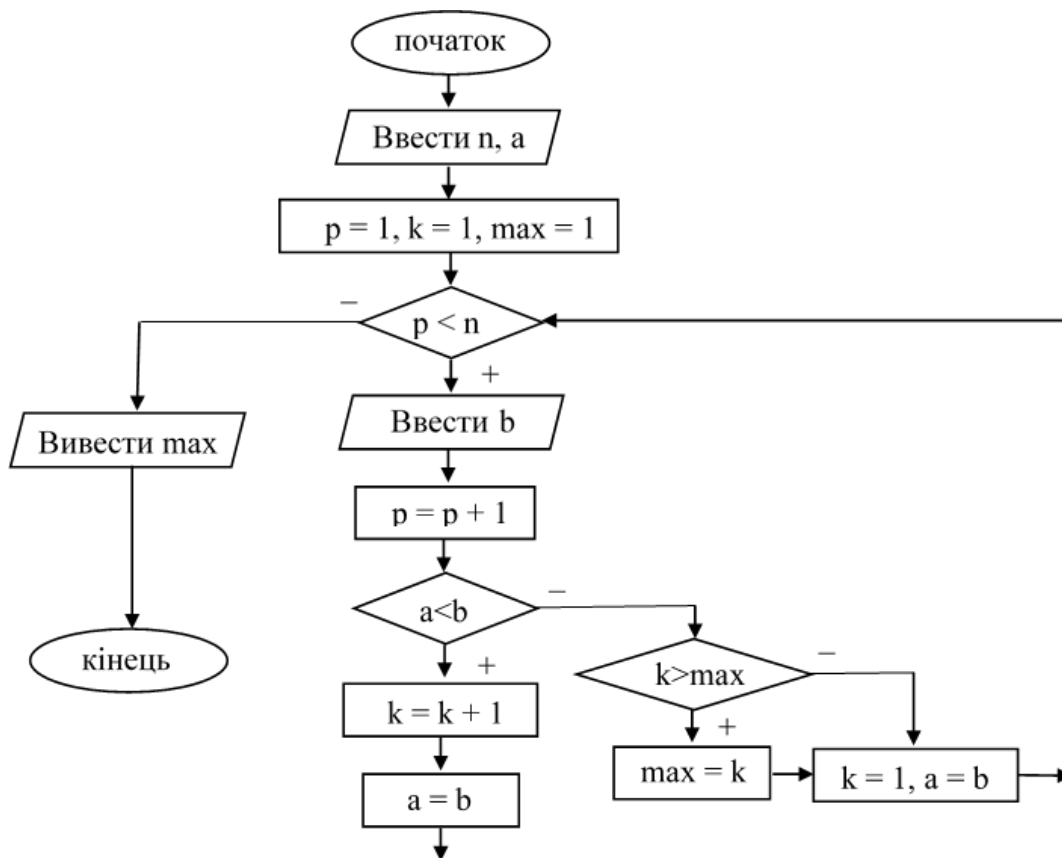 початок
Ввести n, a
p = 1, k = 1, max = 1
p < n
–
+
Вивести max
Ввести b
p = p + 1
a<b
–
+
кінець
k>max
–
+
k = k + 1
max = k
k = 1, a = b
a = b